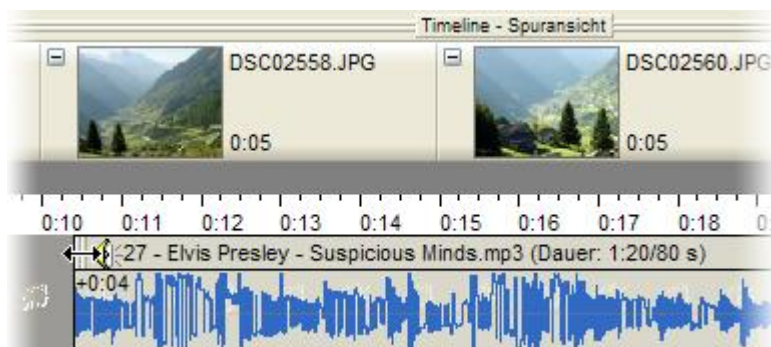 Timeline - Spuransicht
DSC02558.JPG
0:05
DSC02560.JPG
0:05
0:10 0:11 0:12 0:13 0:14 0:15 0:16 0:17 0:18
27 - Elvis Presley - Suspicious Minds.mp3 (Dauer: 1:20/80 s)
+0:04